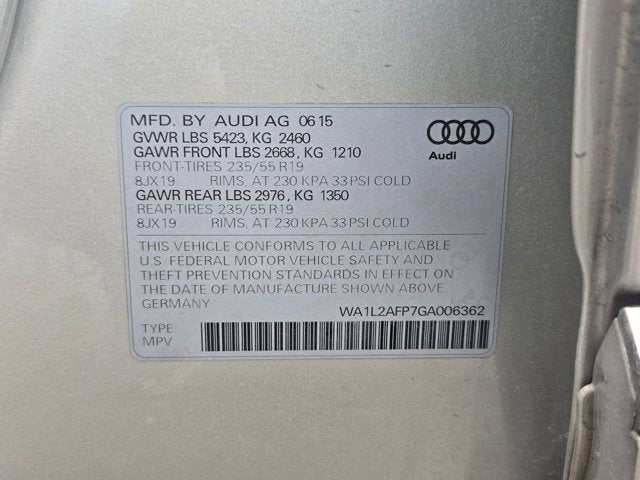 MFD. BY AUDI AG 06 15
GVWR LBS 5423, KG 2460
GAWR FRONT LBS 2668, KG 1210
FRONT-TIRES 235/55 R19
8JX19 RIMS, AT 230 KPA 33 PSI COLD
GAWR REAR LBS 2976, KG 1350
REAR-TIRES 235/55 R19
8JX19 RIMS, AT 230 KPA 33 PSI COLD
Audi
THIS VEHICLE CONFORMS TO ALL APPLICABLE
U.S. FEDERAL MOTOR VEHICLE SAFETY AND
THEFT PREVENTION STANDARDS IN EFFECT ON
THE DATE OF MANUFACTURE SHOWN ABOVE.
GERMANY
WA1L2AFP7GA006362
TYPE:
MPV